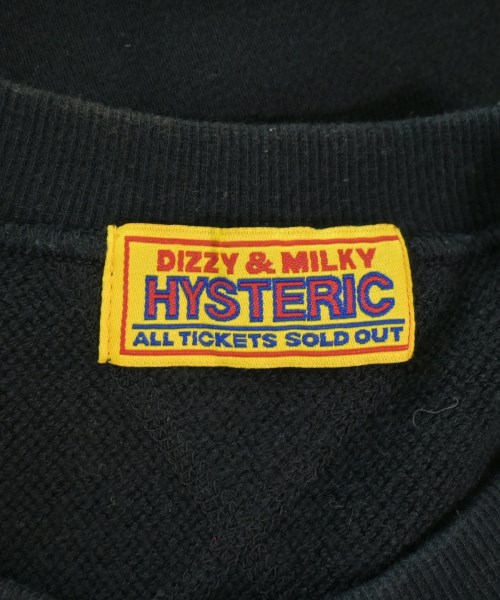 DIZZY & MILKY
HYSTERIC
ALL TICKETS SOLD OUT